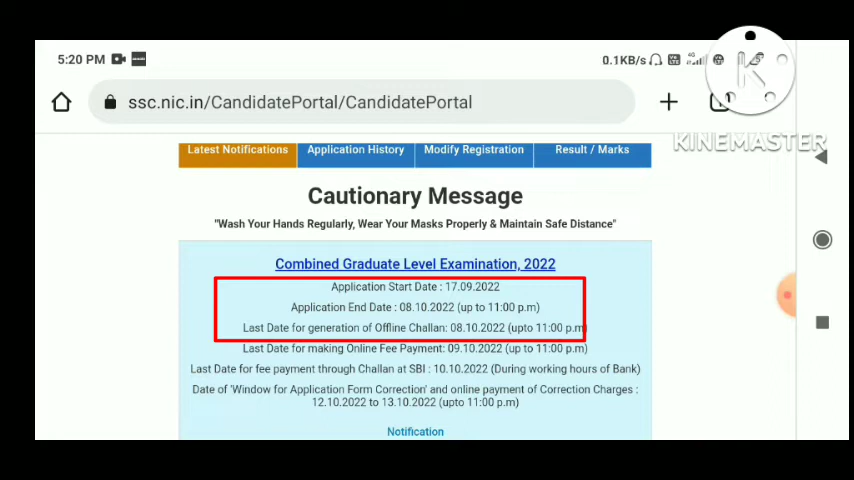 5:20 PM
0.1KB/s
ssc.nic.in/CandidatePortal/CandidatePortal
KINEMASTER
Latest Notifications
Application History
Modify Registration
Result / Marks
Cautionary Message
"Wash Your Hands Regularly, Wear Your Masks Properly & Maintain Safe Distance"
Combined Graduate Level Examination, 2022
Application Start Date : 17.09.2022
Application End Date : 08.10.2022 (up to 11:00 p.m)
Last Date for generation of Offline Challan: 08.10.2022 (upto 11:00 p.m)
Last Date for making Online Fee Payment: 09.10.2022 (up to 11:00 p.m)
Last Date for fee payment through Challan at SBI : 10.10.2022 (During working hours of Bank)
Date of 'Window for Application Form Correction' and online payment of Correction Charges :
12.10.2022 to 13.10.2022 (upto 11:00 p.m)
Notification